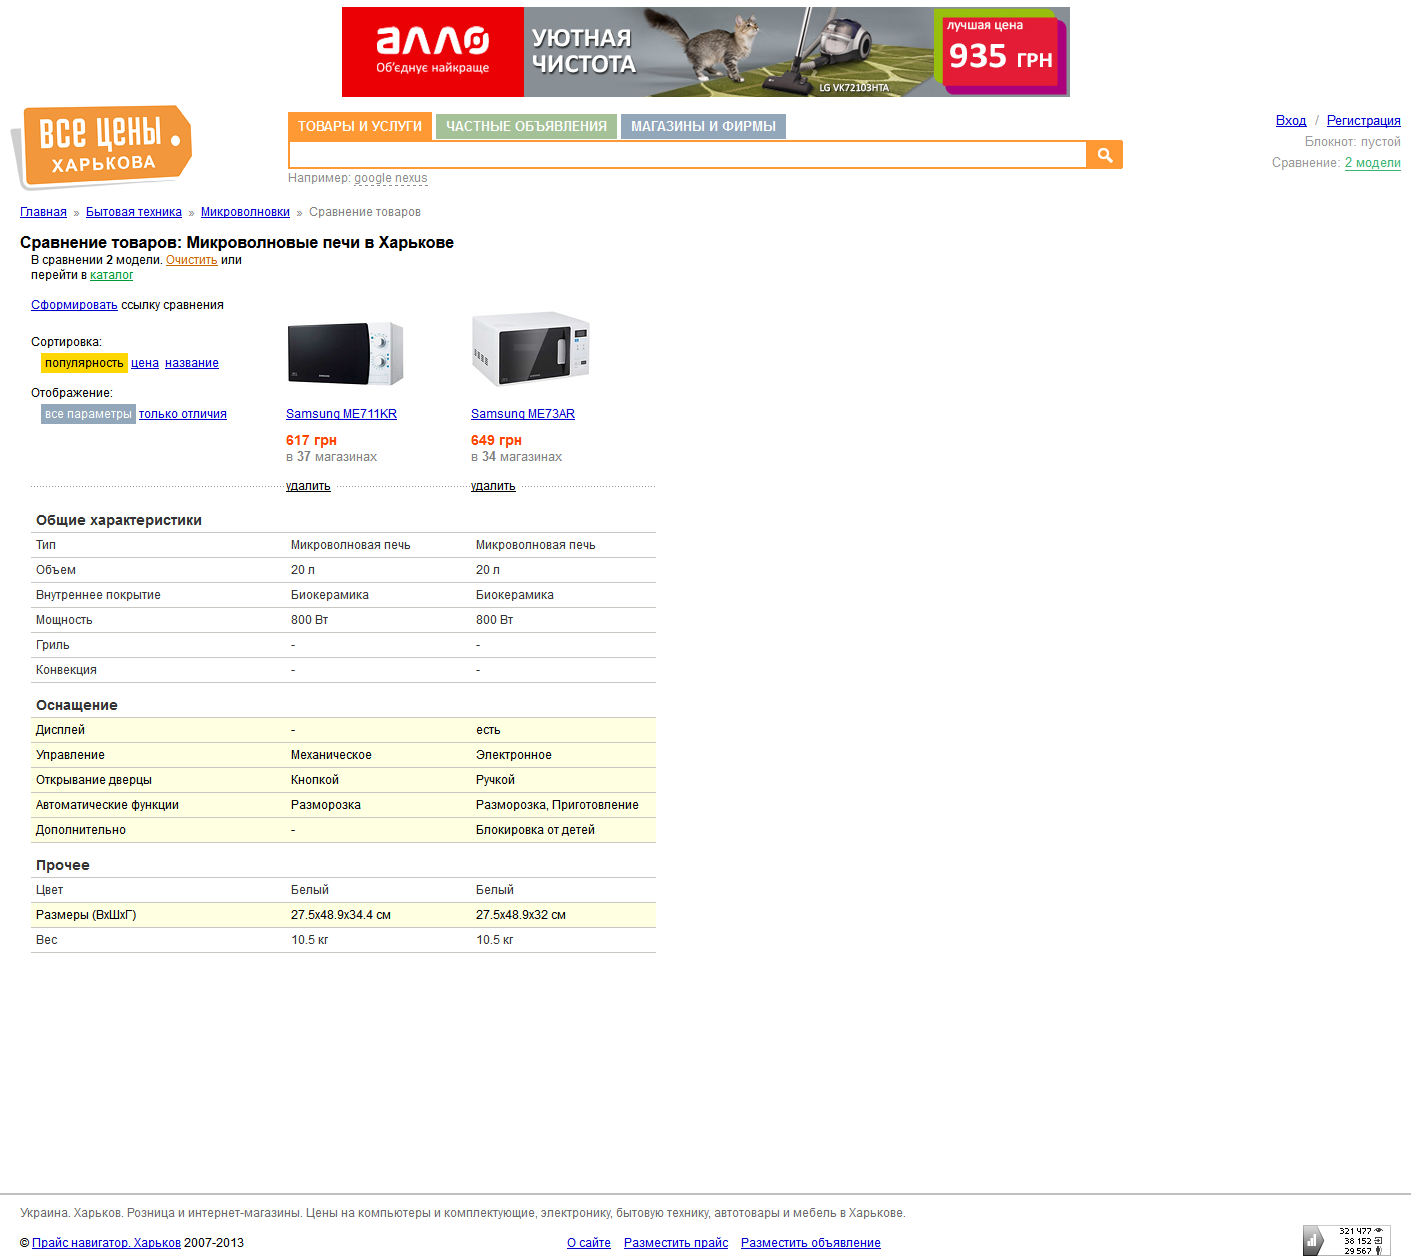 алло
Об'єднує найкраще
УЮТНАЯ
ЧИСТОТА
LG VK72103HTA
лучшая цена
935 ГРН
ВСЕ ЦЕНЫ
ХАРЬКОВА
ТОВАРЫ И УСЛУГИ ЧАСТНЫЕ ОБЪЯВЛЕНИЯ МАГАЗИНЫ И ФИРМЫ
Например: google nexus
Вход / Регистрация
Блокнот: пустой
Сравнение: 2 модели
Главная » Бытовая техника » Микроволновки » Сравнение товаров
Сравнение товаров: Микроволновые печи в Харькове
В сравнении 2 модели. Очистить или
перейти в каталог
Сформировать ссылку сравнения
Сортировка:
популярность цена название
Отображение:
все параметры только отличия
Samsung ME711KR Samsung ME73AR
617 грн 649 грн
в 37 магазинах в 34 магазинах
удалить удалить
Общие характеристики
Тип Микроволновая печь Микроволновая печь
Объем 20 л 20 л
Внутреннее покрытие Биокерамика Биокерамика
Мощность 800 Вт 800 Вт
Гриль - -
Конвекция - -
Оснащение
Дисплей - есть
Управление Механическое Электронное
Открывание дверцы Кнопкой Ручкой
Автоматические функции Разморозка Разморозка, Приготовление
Дополнительно - Блокировка от детей
Прочее
Цвет Белый Белый
Размеры (ВхШхГ) 27.5х48.9х34.4 см 27.5х48.9х32 см
Вес 10.5 кг 10.5 кг
Украина. Харьков. Розница и интернет-магазины. Цены на компьютеры и комплектующие, электронику, бытовую технику, автотовары и мебель в Харькове.
© Прайс навигатор. Харьков 2007-2013 О сайте Разместить прайс Разместить объявление
321 477
38 152
29 567